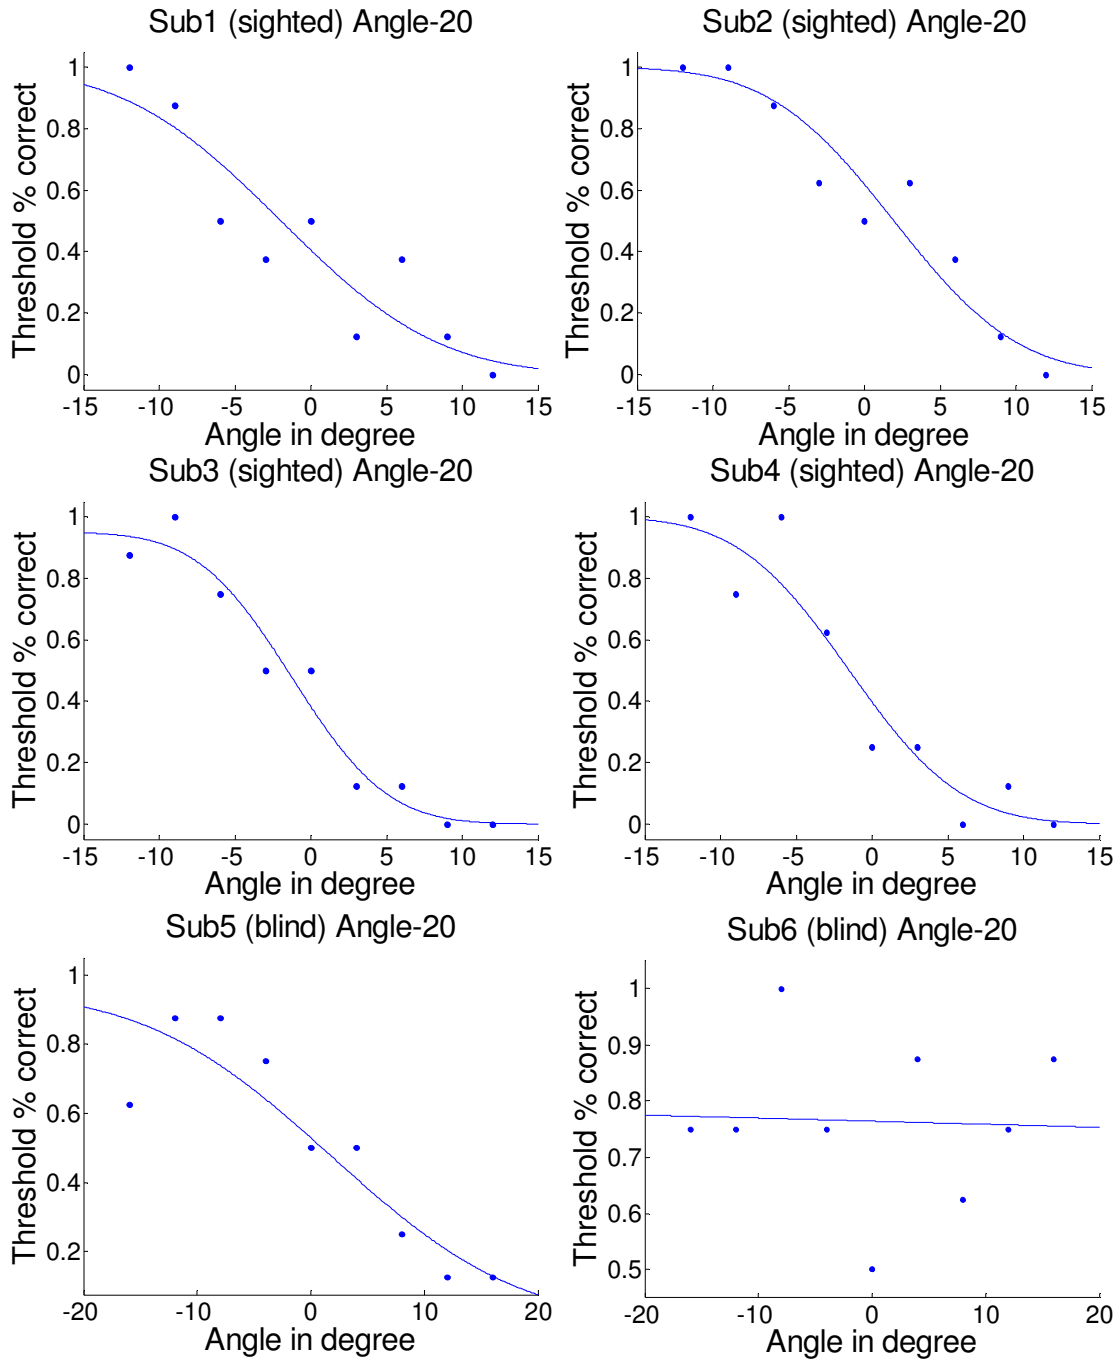 Sub1 (sighted) Angle-20
Threshold % correct
1
0.8
0.6
0.4
0.2
0
-15 -10 -5 0 5 10 15
Angle in degree
Sub2 (sighted) Angle-20
Threshold % correct
1
0.8
0.6
0.4
0.2
0
-15 -10 -5 0 5 10 15
Angle in degree
Sub3 (sighted) Angle-20
Threshold % correct
1
0.8
0.6
0.4
0.2
0
-15 -10 -5 0 5 10 15
Angle in degree
Sub4 (sighted) Angle-20
Threshold % correct
1
0.8
0.6
0.4
0.2
0
-15 -10 -5 0 5 10 15
Angle in degree
Sub5 (blind) Angle-20
Threshold % correct
1
0.8
0.6
0.4
0.2
-20 -10 0 10 20
Angle in degree
Sub6 (blind) Angle-20
Threshold % correct
1
0.9
0.8
0.7
0.6
0.5
-20 -10 0 10 20
Angle in degree